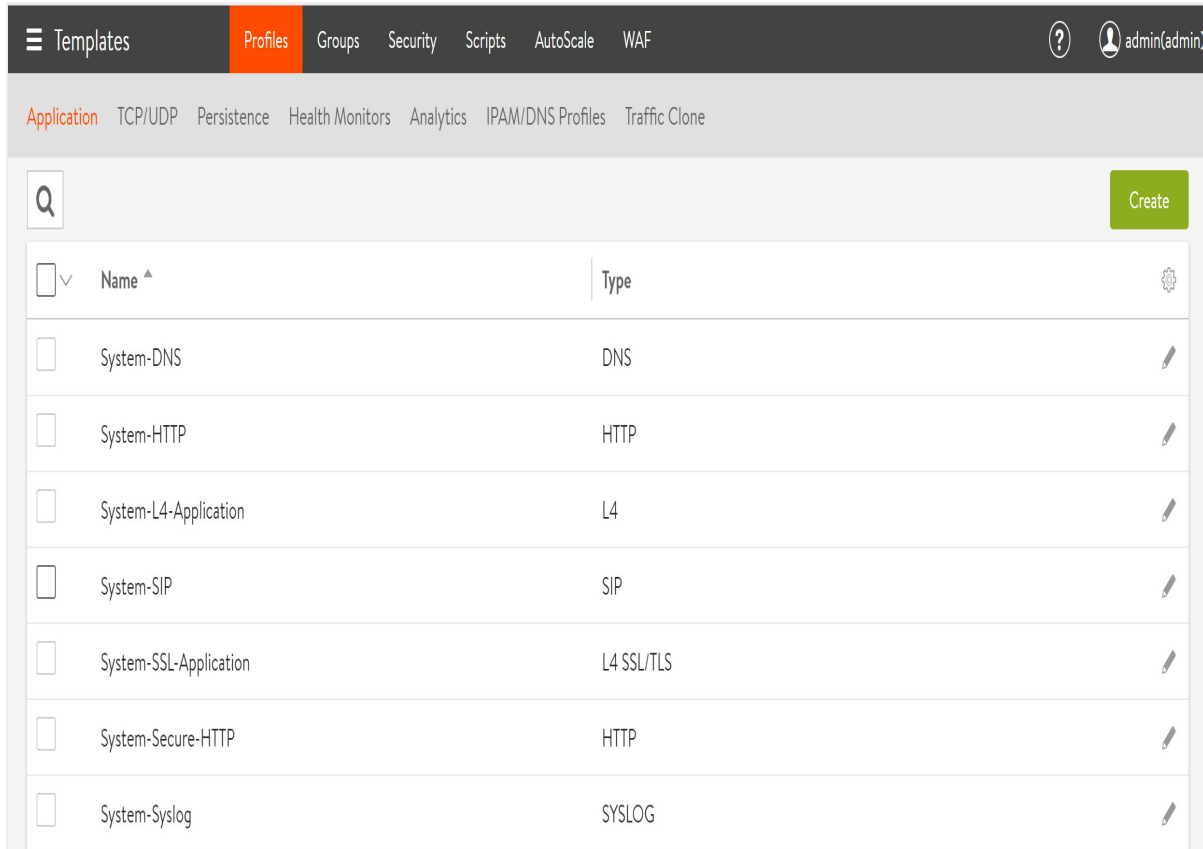 Templates Profiles Groups Security Scripts AutoScale WAF ? admin(admin)
Application TCP/UDP Persistence Health Monitors Analytics IPAM/DNS Profiles Traffic Clone
Create
Name Type
System-DNS DNS
System-HTTP HTTP
System-L4-Application L4
System-SIP SIP
System-SSL-Application L4 SSL/TLS
System-Secure-HTTP HTTP
System-Syslog SYSLOG